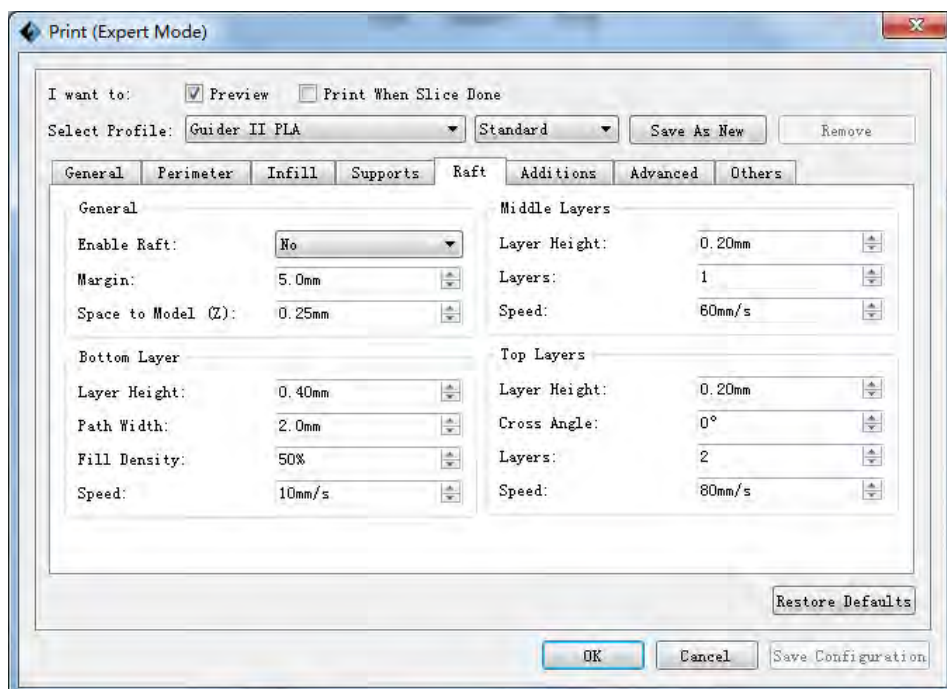 Print (Expert Mode)
I want to: Preview Print When Slice Done
Select Profile: Guider II PLA Standard Save As New Remove
General Perimeter Infill Supports Raft Additions Advanced Others
General
Enable Raft: No
Margin: 5.0mm
Space to Model (Z): 0.25mm
Bottom Layer
Layer Height: 0.40mm
Path Width: 2.0mm
Fill Density: 50%
Speed: 10mm/s
Middle Layers
Layer Height: 0.20mm
Layers: 1
Speed: 60mm/s
Top Layers
Layer Height: 0.20mm
Cross Angle: 0°
Layers: 2
Speed: 80mm/s
Restore Defaults
OK Cancel Save Configuration